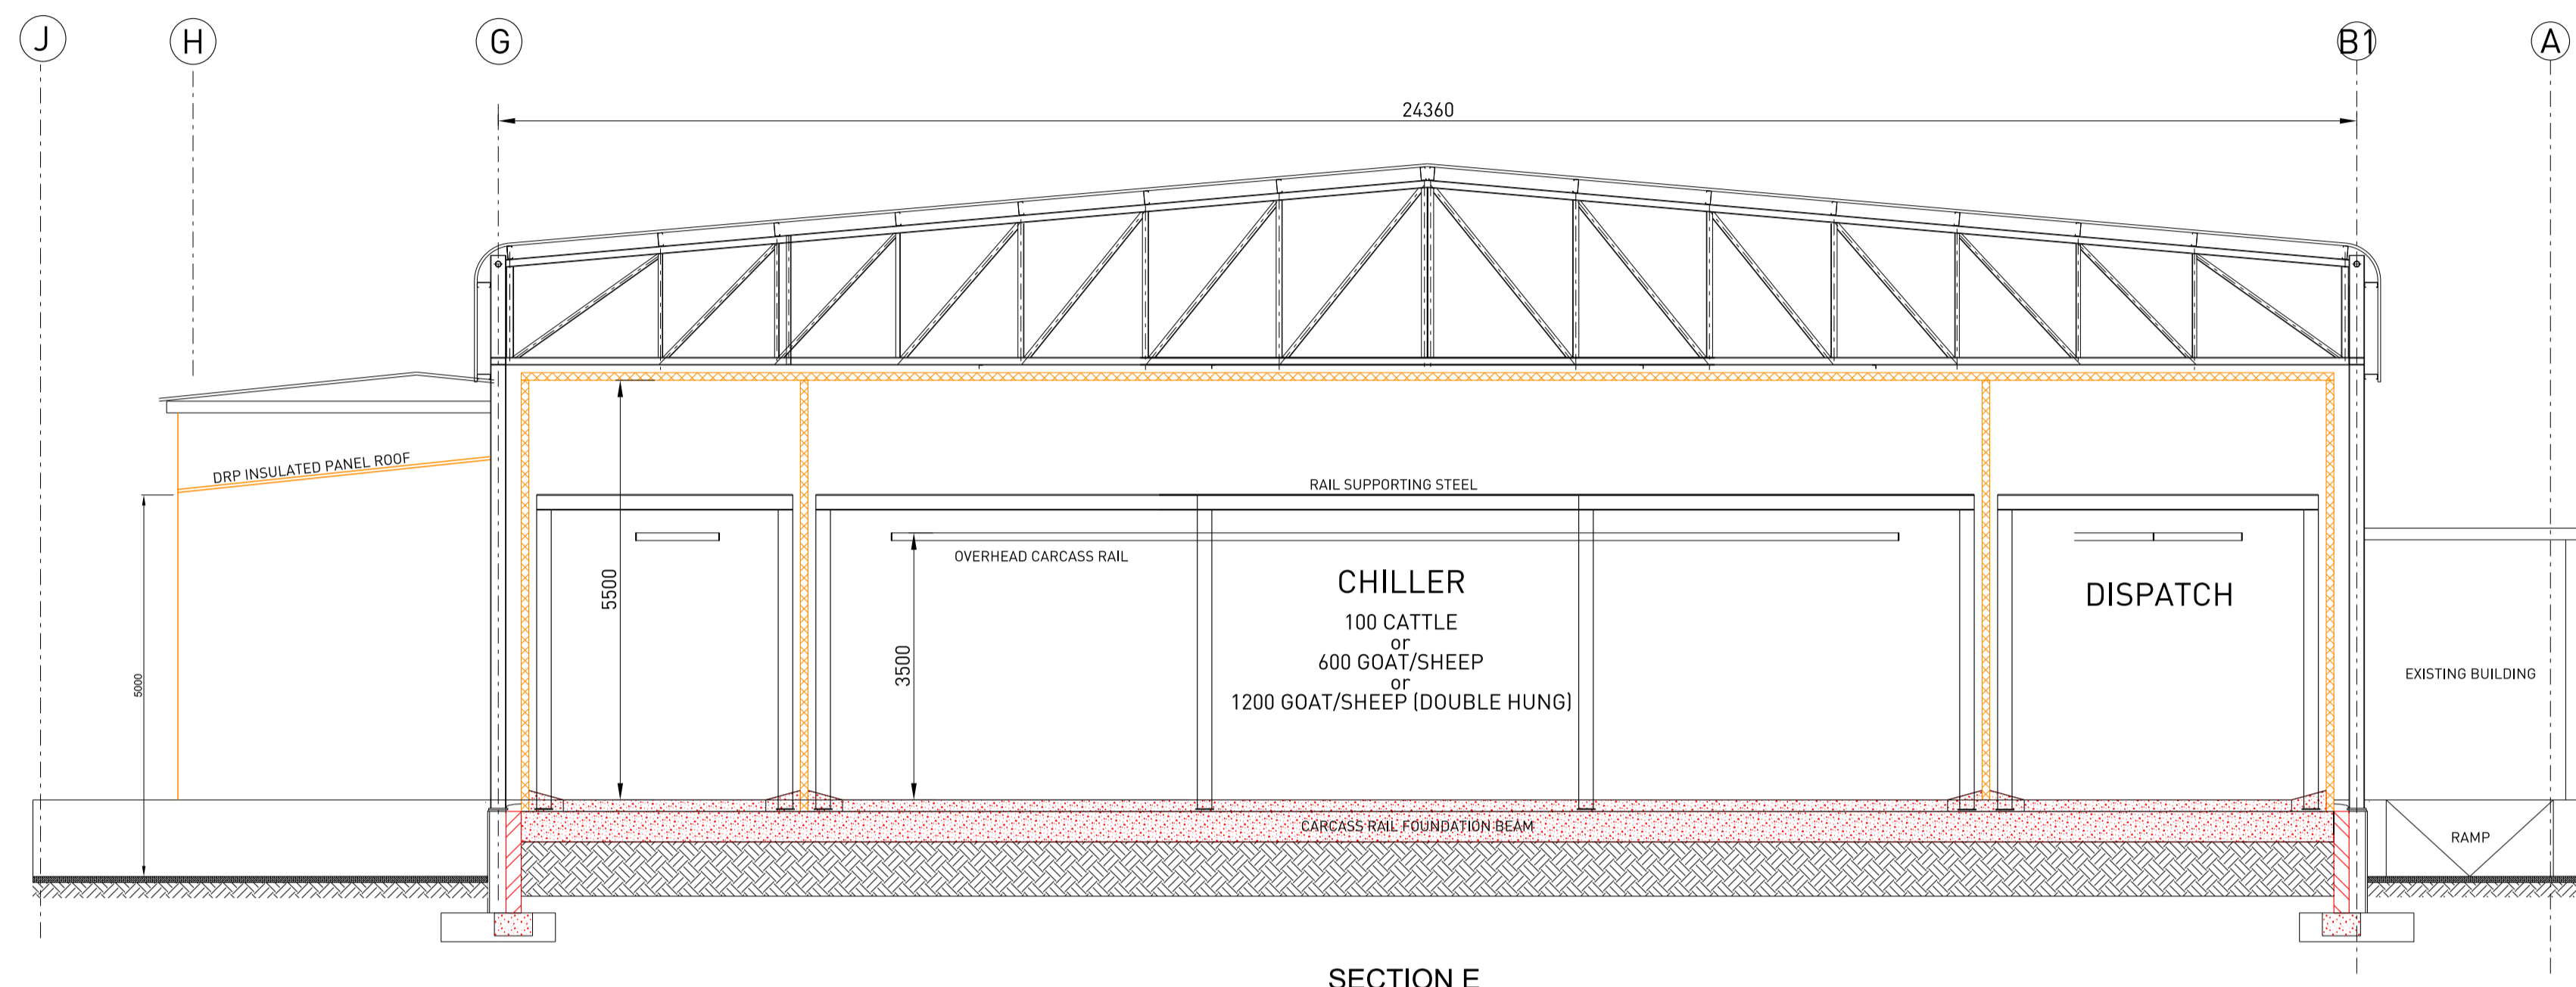 J
H
G
B1
A
24360
DRP INSULATED PANEL ROOF
RAIL SUPPORTING STEEL
OVERHEAD CARCASS RAIL
5500
3500
5000
CHILLER
100 CATTLE
or
600 GOAT/SHEEP
or
1200 GOAT/SHEEP (DOUBLE HUNG)
DISPATCH
EXISTING BUILDING
CARCASS RAIL FOUNDATION BEAM
RAMP
SECTION E